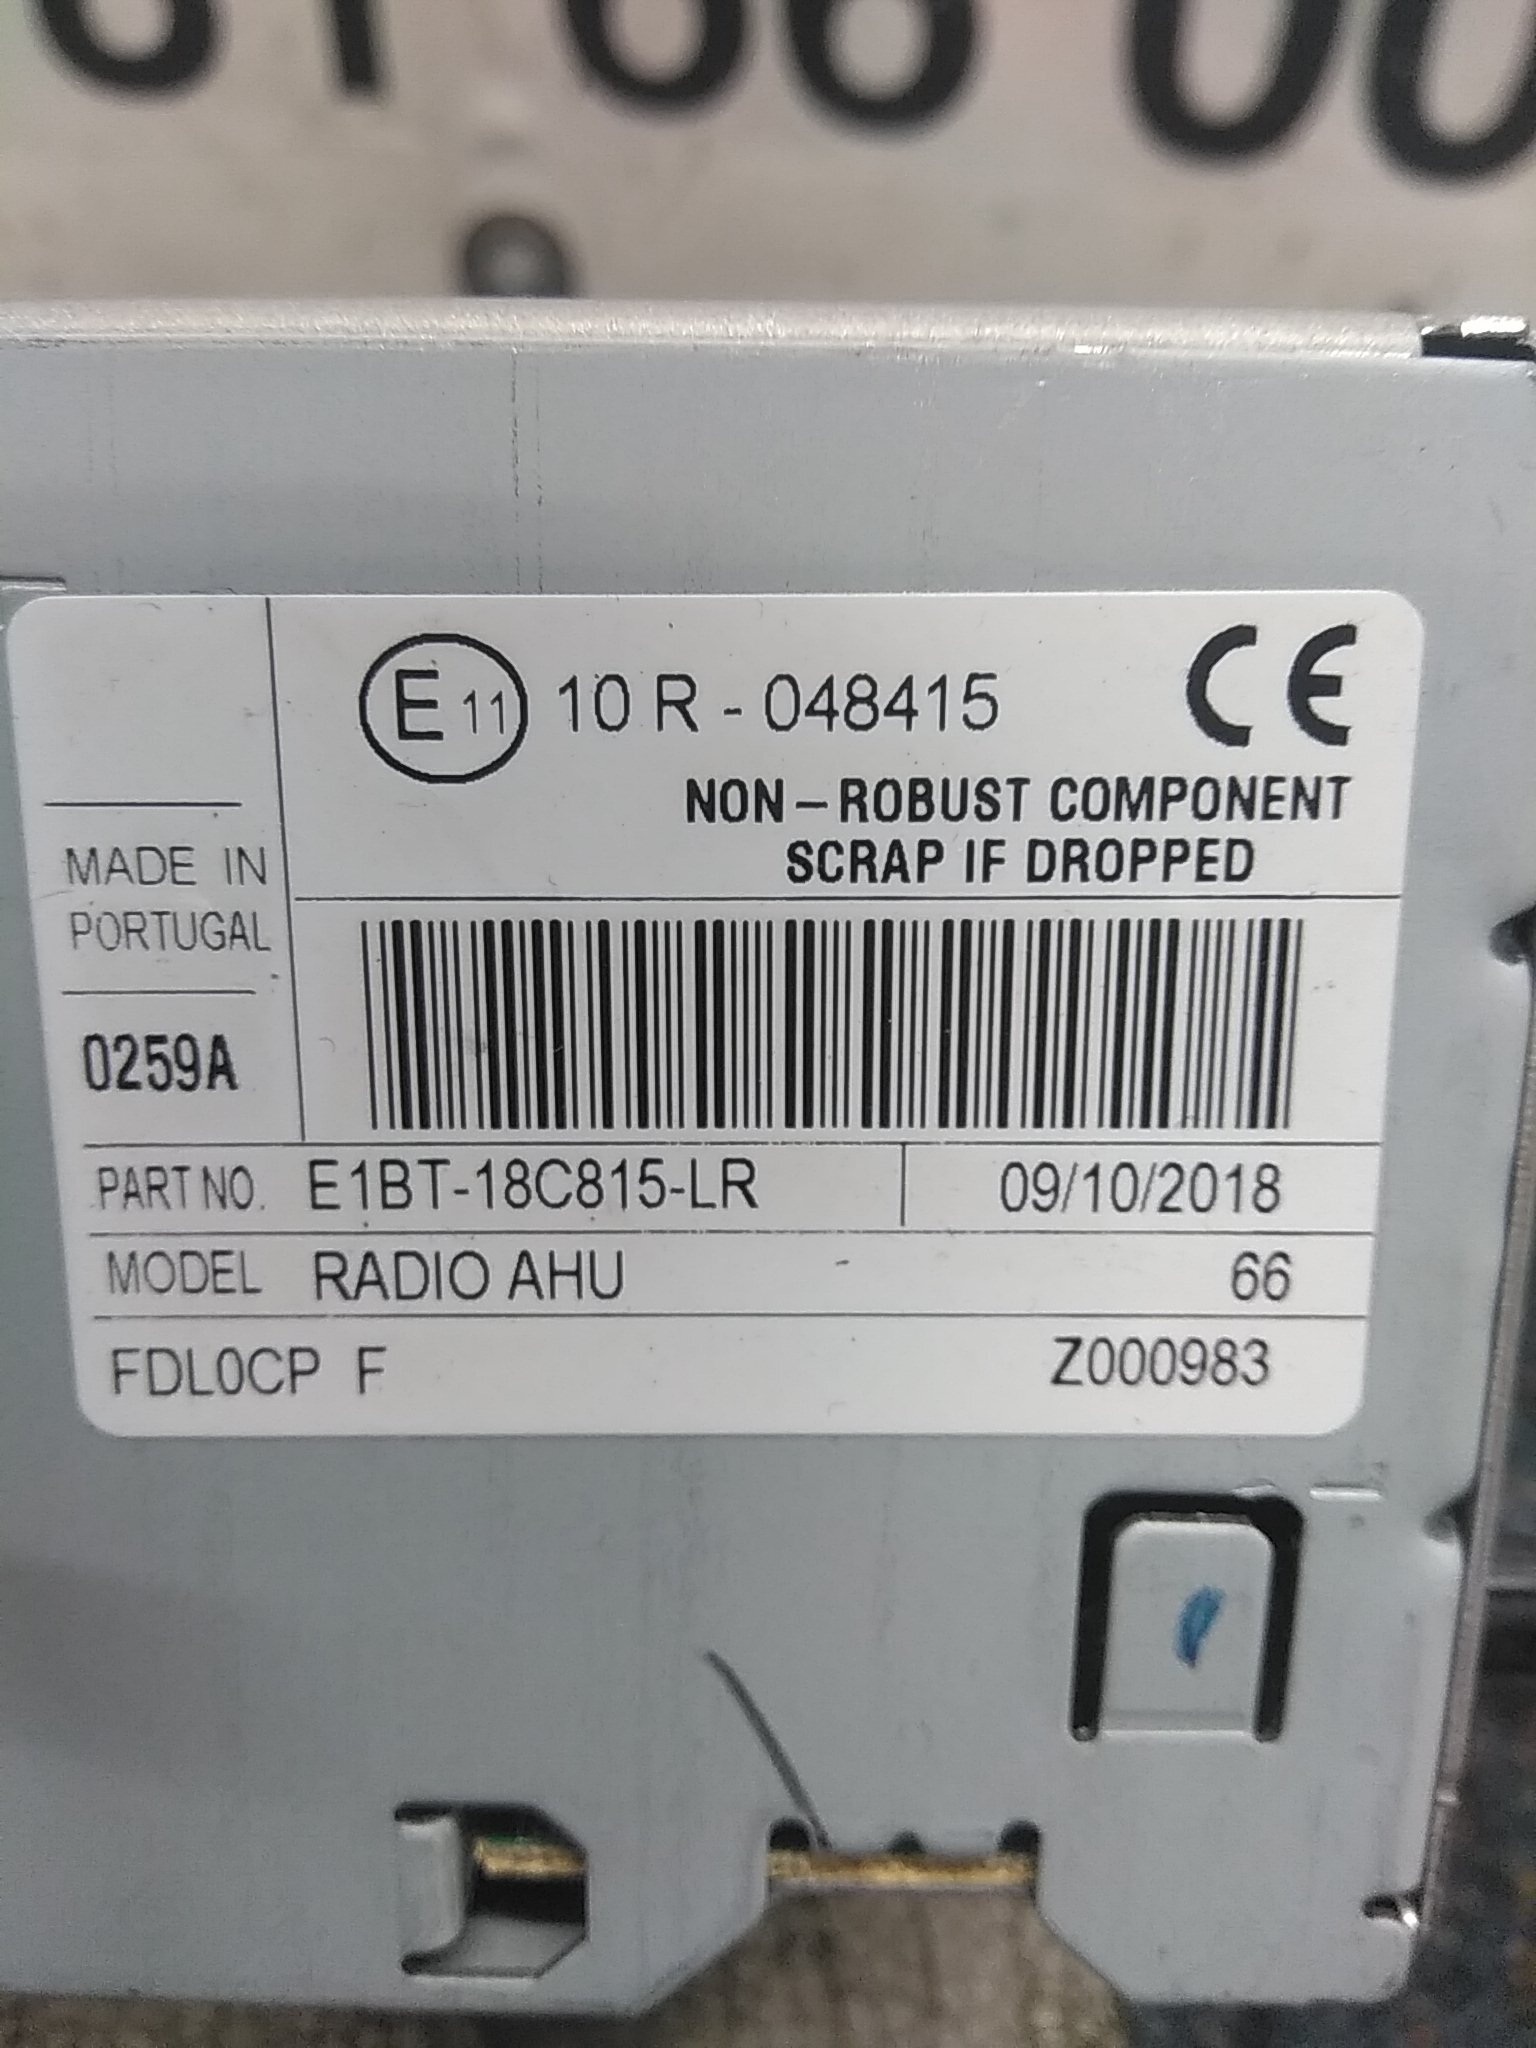 E 11 10 R - 048415 CE
NON-ROBUST COMPONENT
SCRAP IF DROPPED
MADE IN
PORTUGAL
0259A
PART NO. E1BT-18C815-LR 09/10/2018
MODEL RADIO AHU 66
FDL0CP F Z000983